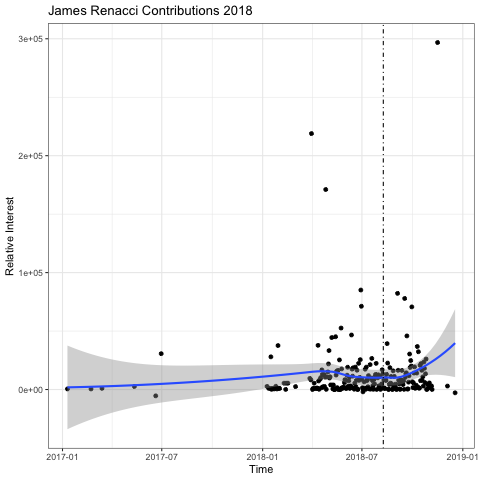 James Renacci Contributions 2018
3e+05
2e+05
1e+05
0e+00
Relative Interest
2017-01
2017-07
2018-01
2018-07
2019-01
Time